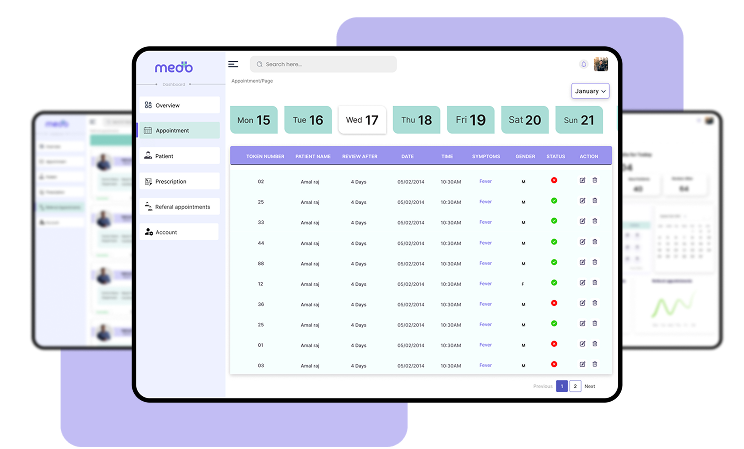 medb
Search here...
Dashboard
Appointment/Page
January
Overview
Appointment
Patient
Prescription
Referal appointments
Account
Mon 15 Tue 16 Wed 17 Thu 18 Fri 19 Sat 20 Sun 21
TOKEN NUMBER PATIENT NAME REVIEW AFTER DATE TIME SYMPTOMS GENDER STATUS ACTION
02 Amal raj 4 Days 05/02/2014 10:30AM Fever M
25 Amal raj 4 Days 05/02/2014 10:30AM Fever M
33 Amal raj 4 Days 05/02/2014 10:30AM Fever M
44 Amal raj 4 Days 05/02/2014 10:30AM Fever M
88 Amal raj 4 Days 05/02/2014 10:30AM Fever M
12 Amal raj 4 Days 05/02/2014 10:30AM Fever F
36 Amal raj 4 Days 05/02/2014 10:30AM Fever M
25 Amal raj 4 Days 05/02/2014 10:30AM Fever M
01 Amal raj 4 Days 05/02/2014 10:30AM Fever M
03 Amal raj 4 Days 05/02/2014 10:30AM Fever M
Previous 1 2 Next